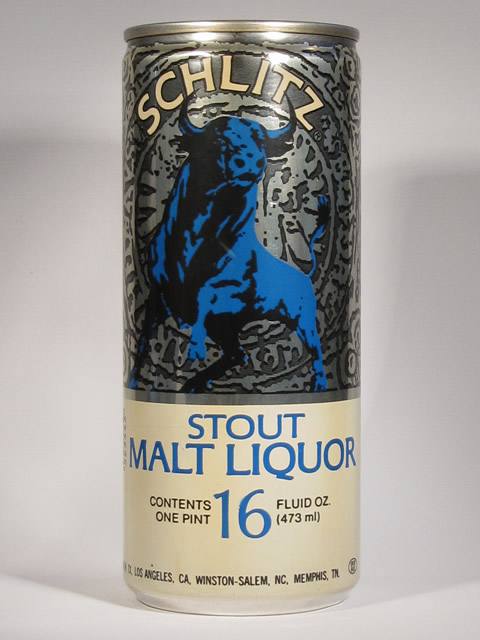 SCHLITZ®
STOUT
MALT LIQUOR
CONTENTS
ONE PINT
16
FLUID OZ.
(473 ml)
TX, LOS ANGELES, CA, WINSTON-SALEM, NC, MEMPHIS, TN.